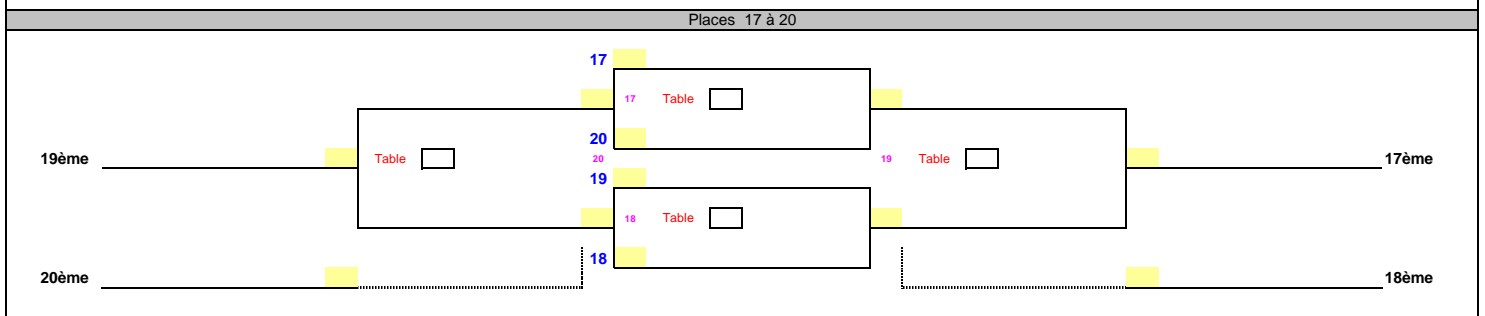 Places 17 à 20
17
17 Table
20
19ème Table 20 19 Table 17ème
19
18 Table
18
20ème 18ème